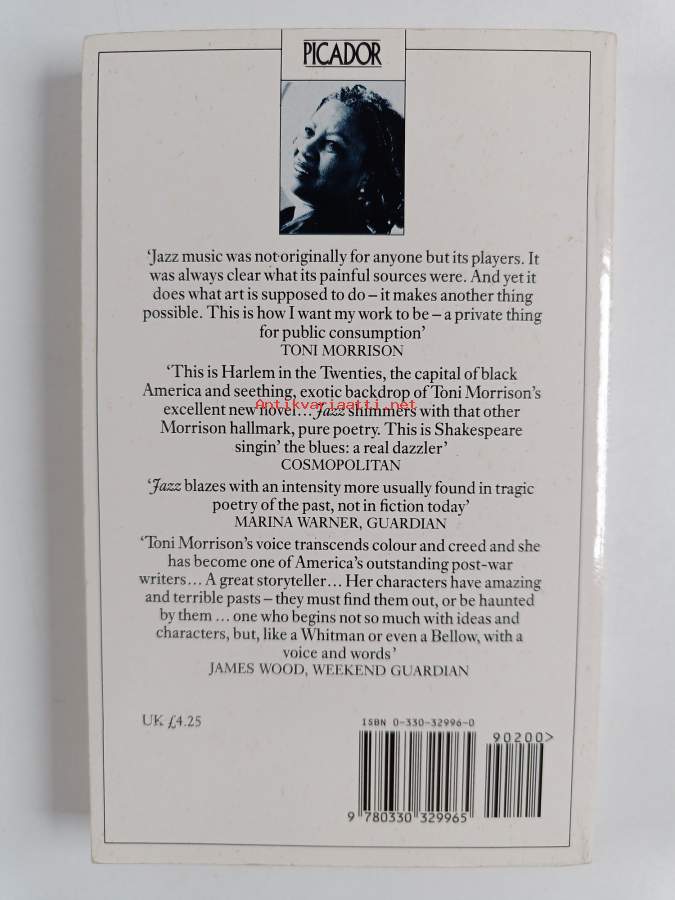 PICADOR
‘Jazz music was not originally for anyone but its players. It
was always clear what its painful sources were. And yet it
does what art is supposed to do – it makes another thing
possible. This is how I want my work to be – a private thing
for public consumption’
TONI MORRISON
‘This is Harlem in the Twenties, the capital of black
America and seething, exotic backdrop of Toni Morrison’s
Antikvariaatti.net
excellent new novel… Jazz shimmers with that other
Morrison hallmark, pure poetry. This is Shakespeare
singin’ the blues: a real dazzler’
COSMOPOLITAN
‘Jazz blazes with an intensity more usually found in tragic
poetry of the past, not in fiction today’
MARINA WARNER, GUARDIAN
‘Toni Morrison’s voice transcends colour and creed and she
has become one of America’s outstanding post-war
writers… A great storyteller… Her characters have amazing
and terrible pasts – they must find them out, or be haunted
by them … one who begins not so much with ideas and
characters, but, like a Whitman or even a Bellow, with a
voice and words’
JAMES WOOD, WEEKEND GUARDIAN
UK £4.25
ISBN 0-330-32996-0
90200>
9 780330 329965